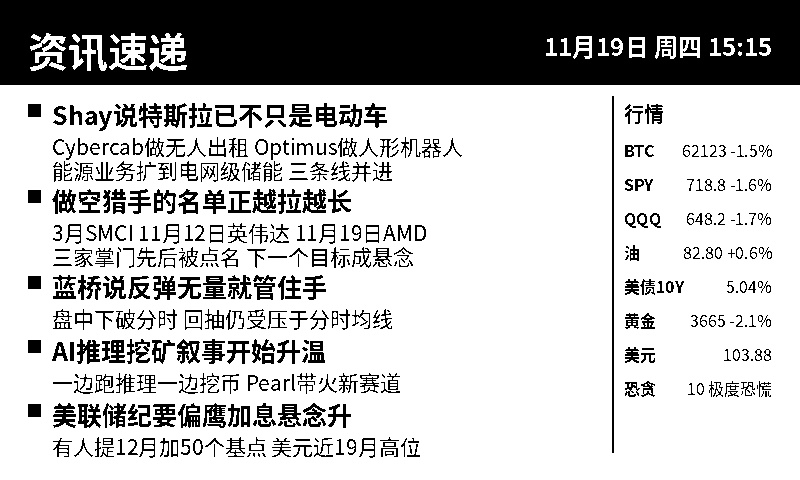 资讯速递
11月19日 周四 15:15
Shay说特斯拉已不只是电动车
Cybercab做无人出租 Optimus做人形机器人
能源业务扩到电网级储能 三条线并进
做空猎手的名单正越拉越长
3月SMCI 11月12日英伟达 11月19日AMD
三家掌门先后被点名 下一个目标成悬念
蓝桥说反弹无量就管住手
盘中下破分时 回抽仍受压于分时均线
AI推理挖矿叙事开始升温
一边跑推理一边挖币 Pearl带火新赛道
美联储纪要偏鹰加息悬念升
有人提12月加50个基点 美元近19月高位
行情
BTC 62123 -1.5%
SPY 718.8 -1.6%
QQQ 648.2 -1.7%
油 82.80 +0.6%
美债10Y 5.04%
黄金 3665 -2.1%
美元 103.88
恐贪 10 极度恐慌